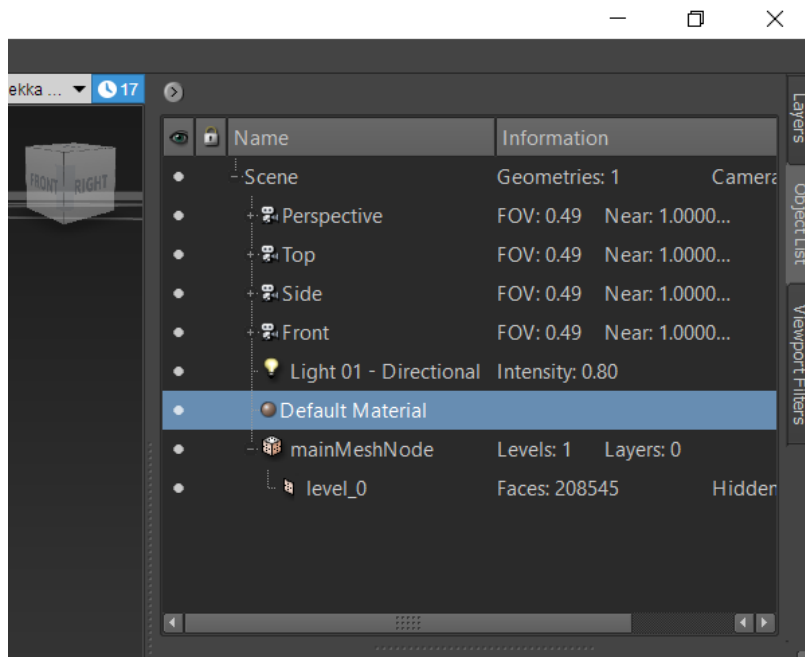 ekka ... 17
FRONT RIGHT
Name Information
Scene Geometries: 1 Camera
Perspective FOV: 0.49 Near: 1.0000...
Top FOV: 0.49 Near: 1.0000...
Side FOV: 0.49 Near: 1.0000...
Front FOV: 0.49 Near: 1.0000...
Light 01 - Directional Intensity: 0.80
Default Material
mainMeshNode Levels: 1 Layers: 0
level_0 Faces: 208545 Hidden
Layers
Object List
Viewport Filters